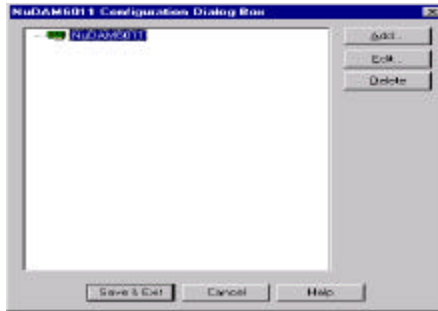 NuDAM6011 Configuration Dialog Box
NuDAM6011
Add...
Edit...
Delete
Save & Exit
Cancel
Help